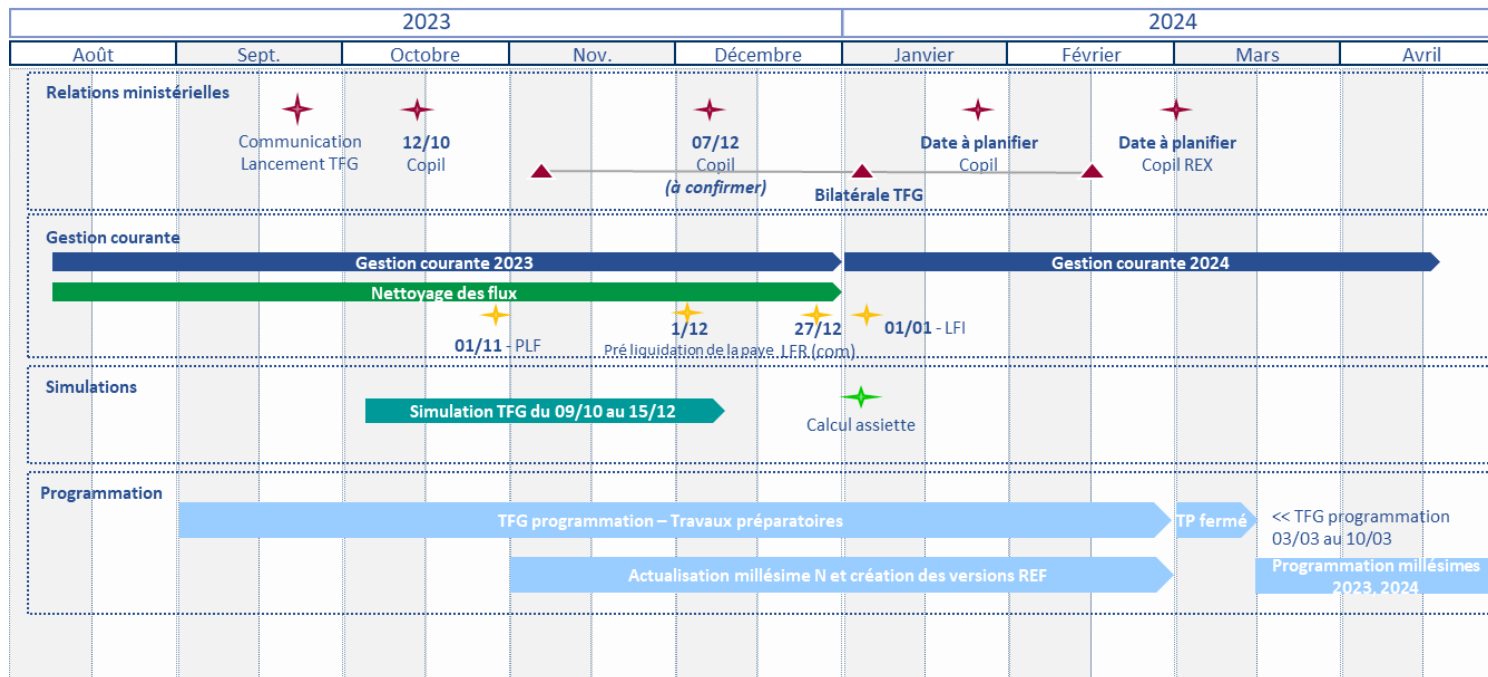 2023
2024
Août
Sept.
Octobre
Nov.
Décembre
Janvier
Février
Mars
Avril
Relations ministérielles
Communication
Lancement TFG
12/10
Copil
07/12
Copil
(à confirmer)
Date à planifier
Copil
Date à planifier
Copil REX
Bilatérale TFG
Gestion courante
Gestion courante 2023
Gestion courante 2024
Nettoyage des flux
01/11 - PLF
1/12
Pré liquidation de la paye
27/12
LFR (com)
01/01 - LFI
Simulations
Simulation TFG du 09/10 au 15/12
Calcul assiette
Programmation
TFG programmation – Travaux préparatoires
TP fermé
<< TFG programmation
03/03 au 10/03
Actualisation millésime N et création des versions REF
Programmation millésimes
2023, 2024